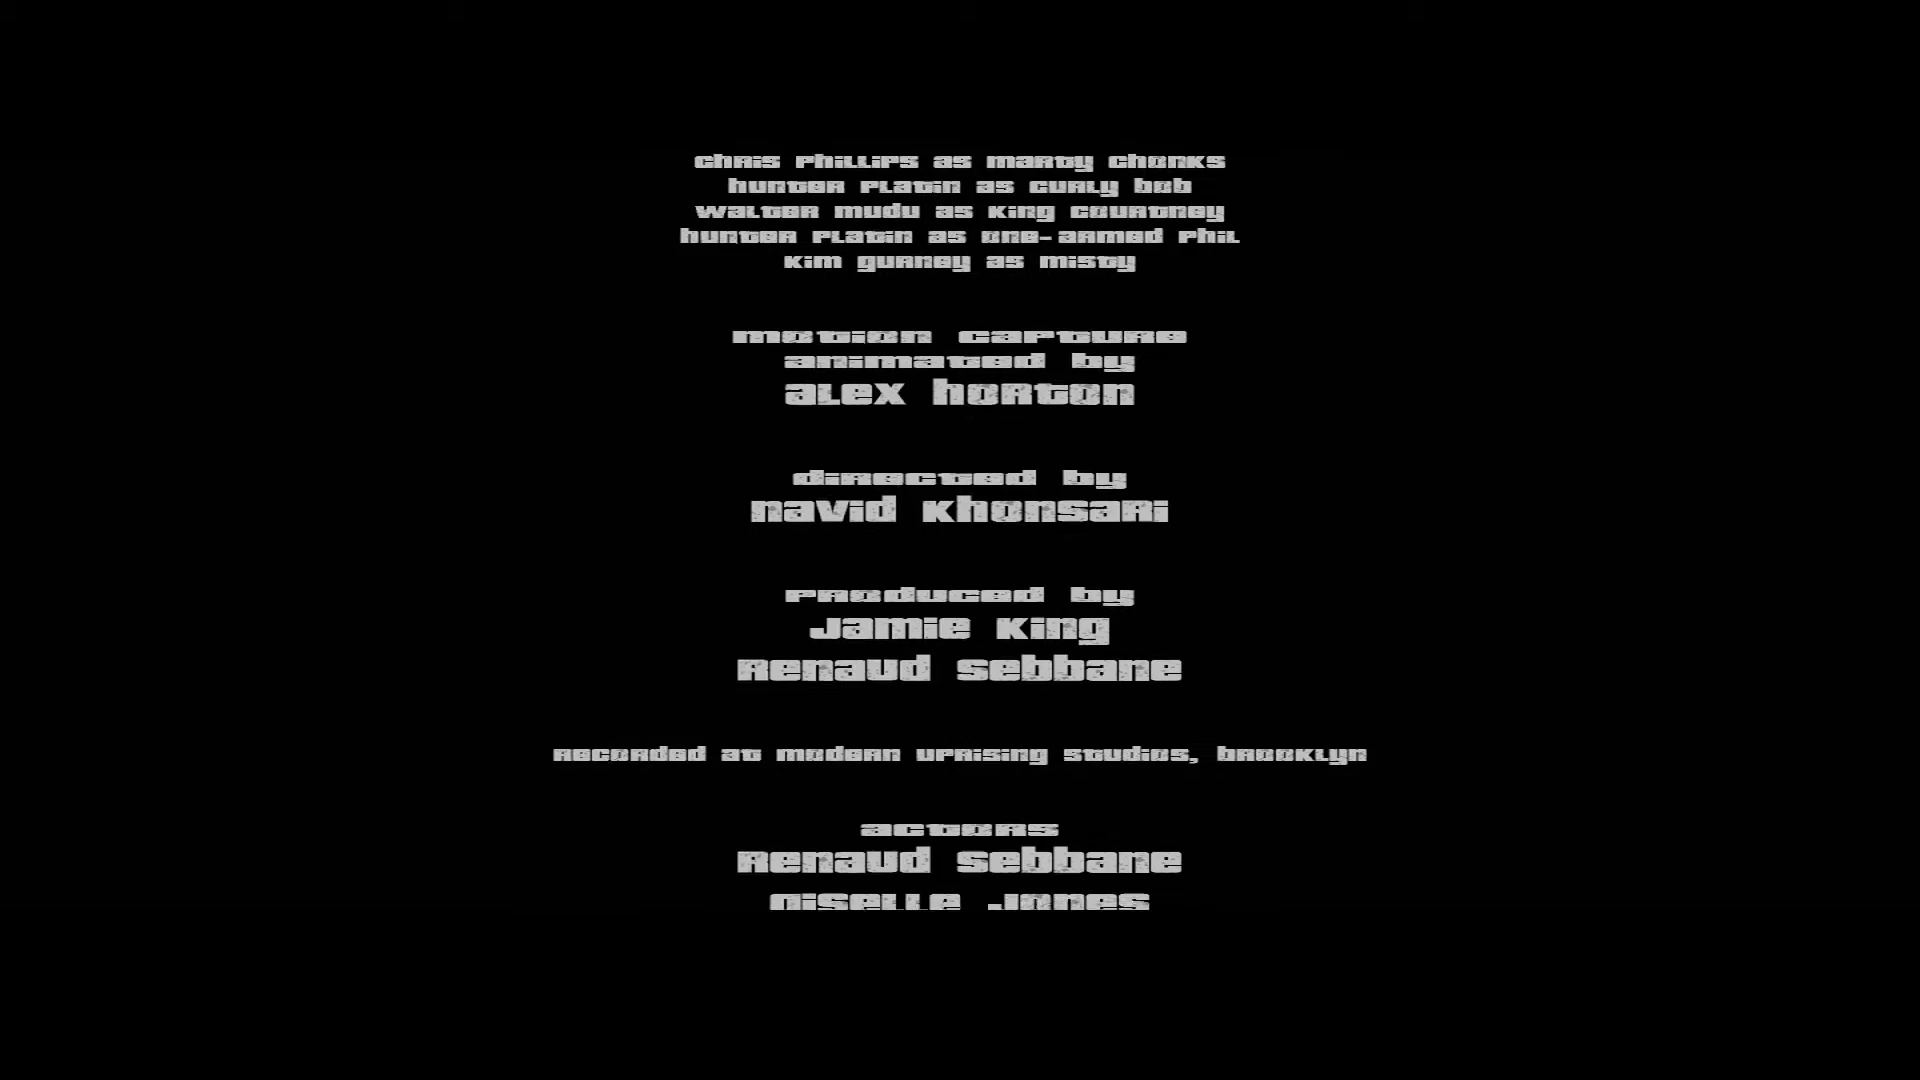 Chris Phillips as Marty Chonks
Hunter Platin as Curly Bob
Walter Mudu as King Courtney
Hunter Platin as One-Armed Phil
Kim Gurney as Misty
Motion Capture
Animated by
Alex Horton
Directed by
Navid Khonsari
Produced by
Jamie King
Renaud Sebbane
Recorded at Modern Uprising Studios, Brooklyn
Actors
Renaud Sebbane
Niselle Jones